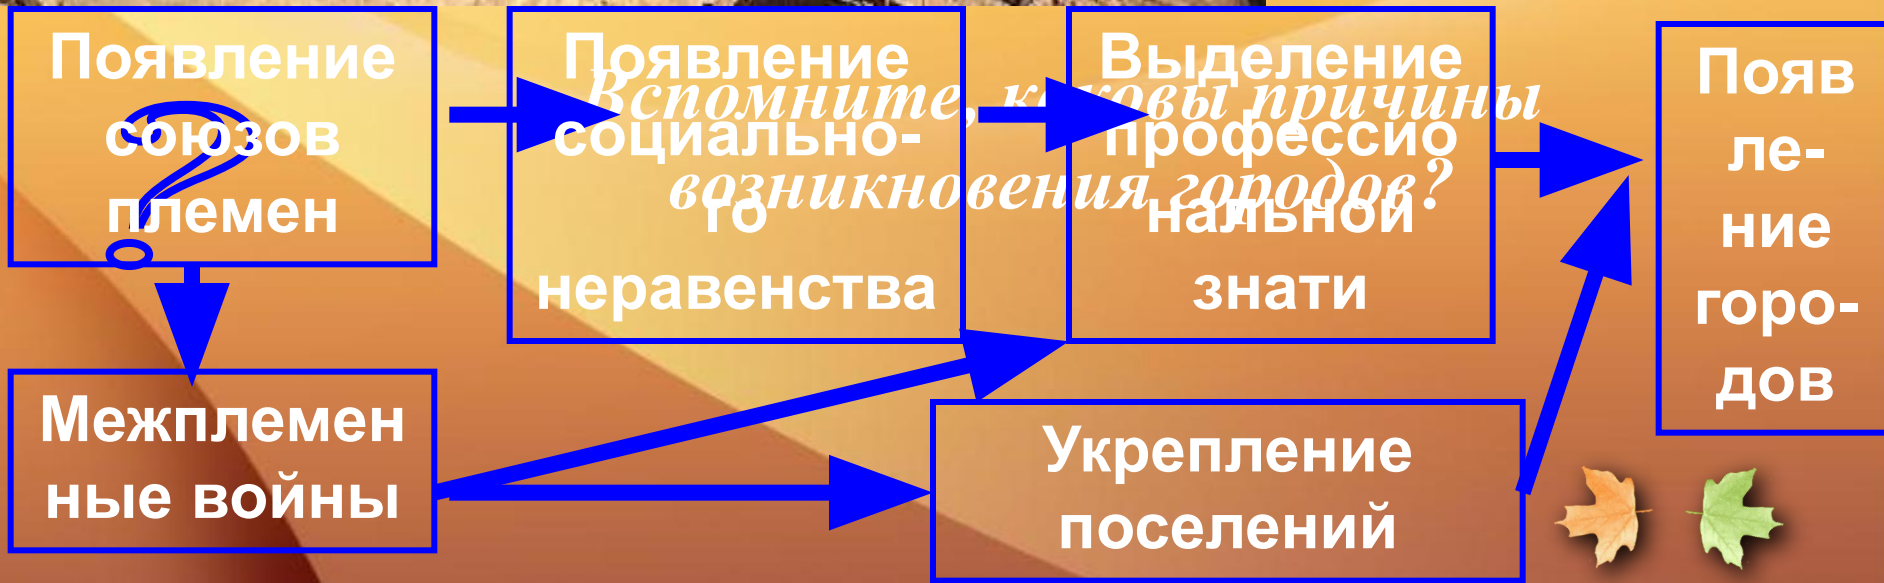 Появление
союзов
племен
?
Появление
социально-
го
неравенства
Выделение
профессио
нальной
знати
Вспомните, каковы причины
возникновения городов?
Появ
ле-
ние
горо-
дов
Межплемен
ные войны
Укрепление
поселений